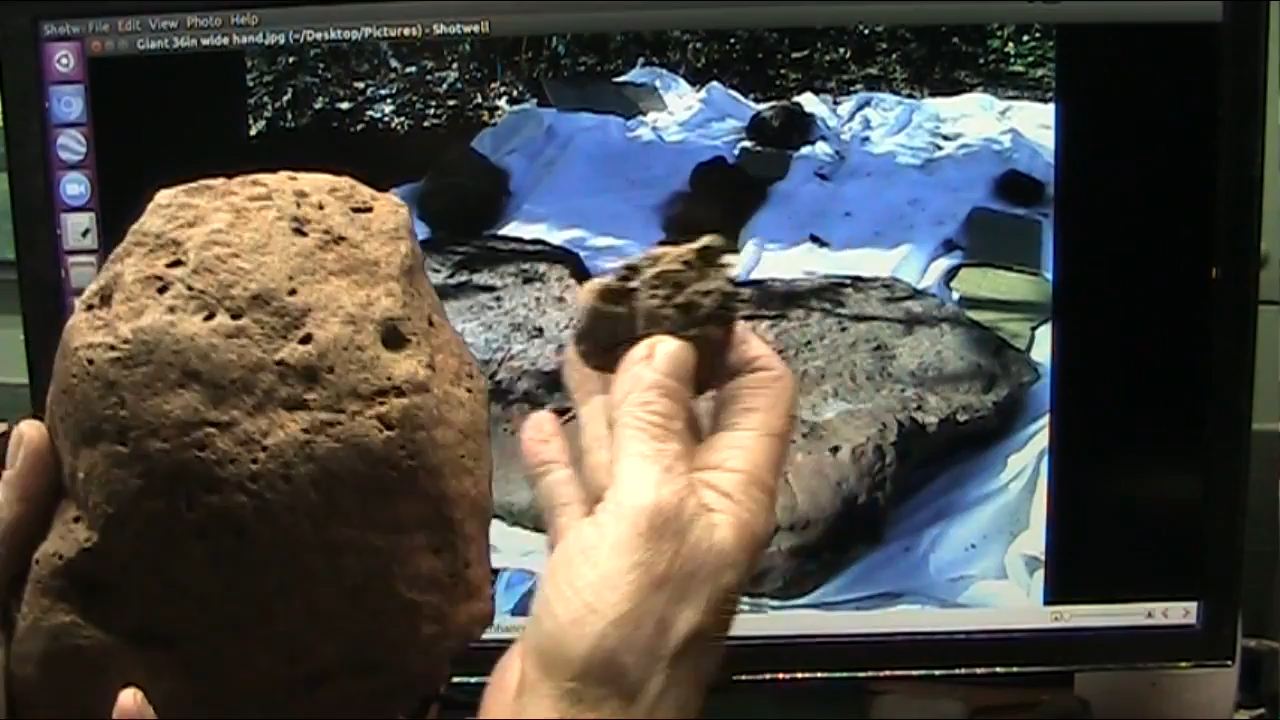 Shotw File Edit View Photo Help
Giant 36in wide hand.jpg (~/Desktop/Pictures) - Shotwell